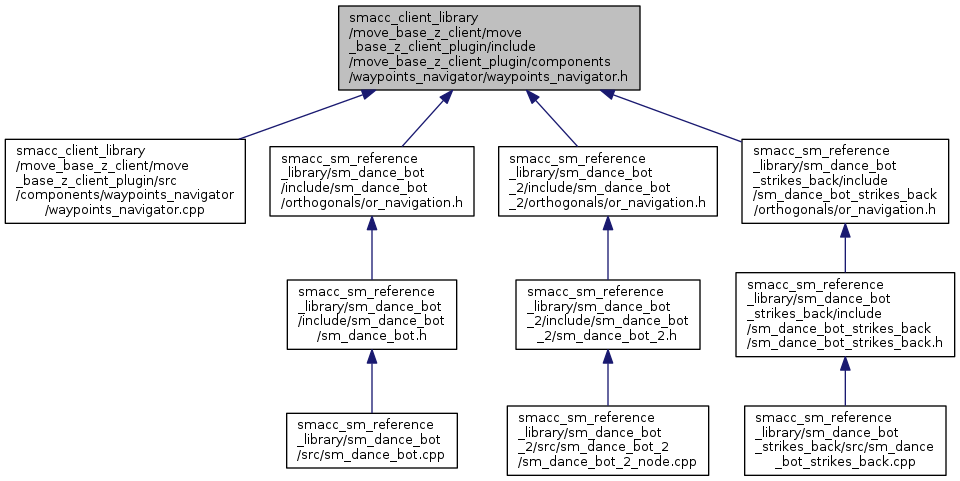 smacc_client_library
/move_base_z_client/move
_base_z_client_plugin/include
/move_base_z_client_plugin/components
/waypoints_navigator/waypoints_navigator.h
smacc_client_library
/move_base_z_client/move
_base_z_client_plugin/src
/components/waypoints_navigator
/waypoints_navigator.cpp
smacc_sm_reference
_library/sm_dance_bot
/include/sm_dance_bot
/orthogonals/or_navigation.h
smacc_sm_reference
_library/sm_dance_bot
_2/include/sm_dance_bot
_2/orthogonals/or_navigation.h
smacc_sm_reference
_library/sm_dance_bot
_strikes_back/include
/sm_dance_bot_strikes_back
/orthogonals/or_navigation.h
smacc_sm_reference
_library/sm_dance_bot
/include/sm_dance_bot
/sm_dance_bot.h
smacc_sm_reference
_library/sm_dance_bot
_2/include/sm_dance_bot
_2/sm_dance_bot_2.h
smacc_sm_reference
_library/sm_dance_bot
_strikes_back/include
/sm_dance_bot_strikes_back
/sm_dance_bot_strikes_back.h
smacc_sm_reference
_library/sm_dance_bot
/src/sm_dance_bot.cpp
smacc_sm_reference
_library/sm_dance_bot
_2/src/sm_dance_bot_2
/sm_dance_bot_2_node.cpp
smacc_sm_reference
_library/sm_dance_bot
_strikes_back/src/sm_dance
_bot_strikes_back.cpp